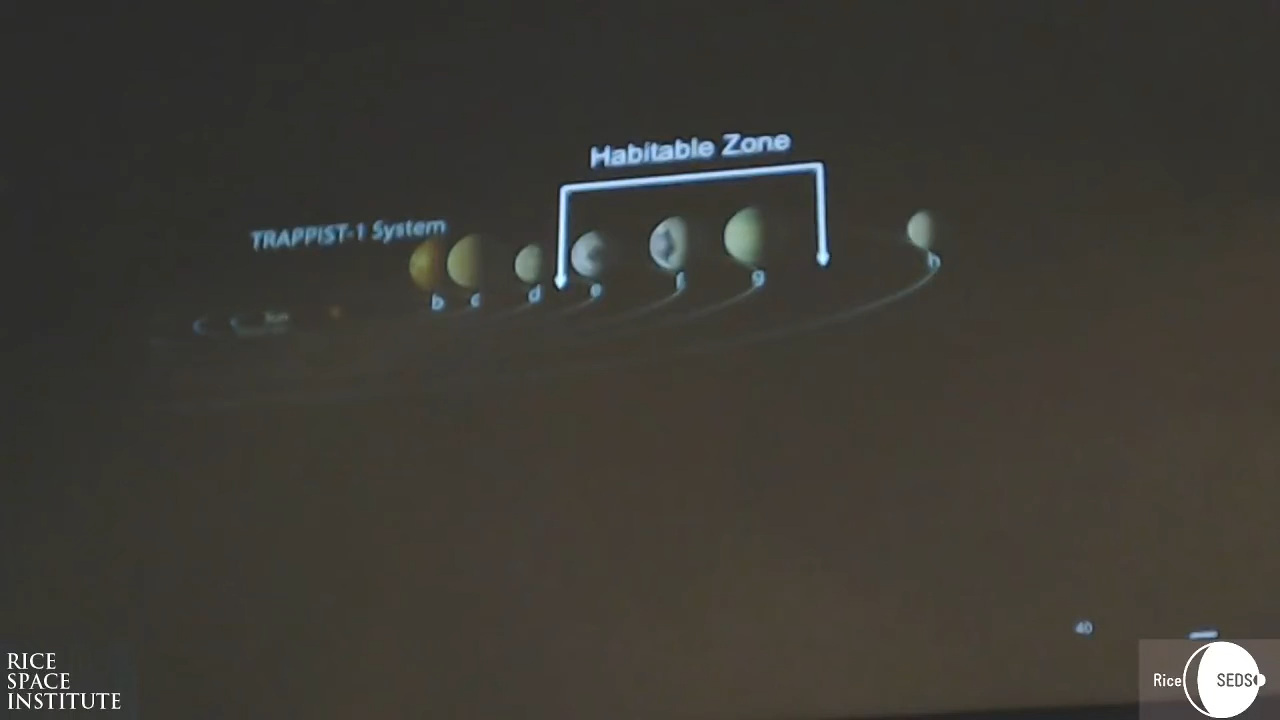 Habitable Zone
TRAPPIST-1 System
b c d e f g h
40
RICE
SPACE
INSTITUTE
Rice SEDS